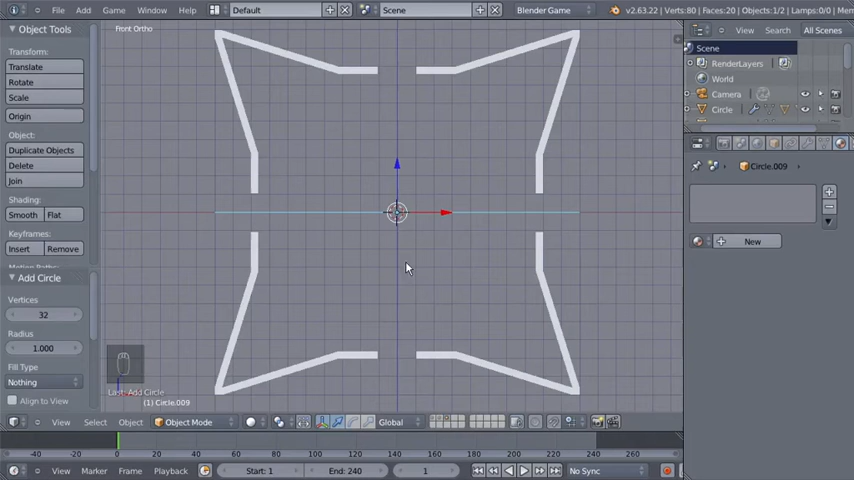 File Add Render Window Help Default Scene Blender Game v2.63.22 | Verts:80 | Faces:20 | Objects:1/2 | Lamps:0/0 | Mem
Object Tools
Transform:
Translate
Rotate
Scale
Origin
Object:
Duplicate Objects
Delete
Join
Shading:
Smooth Flat
Keyframes:
Insert Remove
Add Circle
Vertices
32
Radius
1.000
Fill Type
Nothing
Align to View
Front Ortho
Last: Add Circle
(1) Circle.009
View Search All Scenes
Scene
RenderLayers
World
Camera
Circle
Circle.009
New
View Select Object Object Mode Global
-40 -20 0 20 40 60 80 100 120 140 160 180 200 220 240 260
View Marker Frame Playback Start: 1 End: 240 1 No Sync